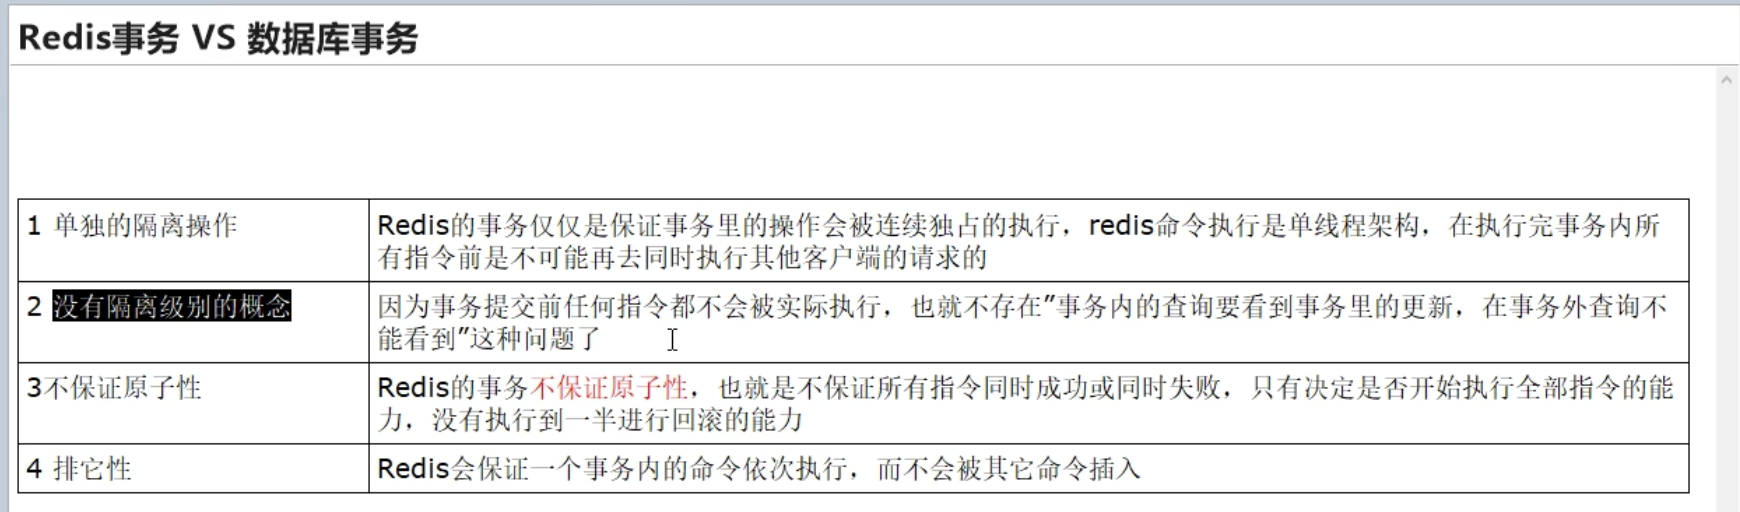 Redis事务 VS 数据库事务
1 单独的隔离操作
Redis的事务仅仅是保证事务里的操作会被连续独占的执行，redis命令执行是单线程架构，在执行完事务内所
有指令前是不可能再去同时执行其他客户端的请求的
2 没有隔离级别的概念
因为事务提交前任何指令都不会被实际执行，也就不存在"事务内的查询要看到事务里的更新，在事务外查询不
能看到"这种问题了
3不保证原子性
Redis的事务不保证原子性，也就是不保证所有指令同时成功或同时失败，只有决定是否开始执行全部指令的能
力，没有执行到一半进行回滚的能力
4 排它性
Redis会保证一个事务内的命令依次执行，而不会被其它命令插入